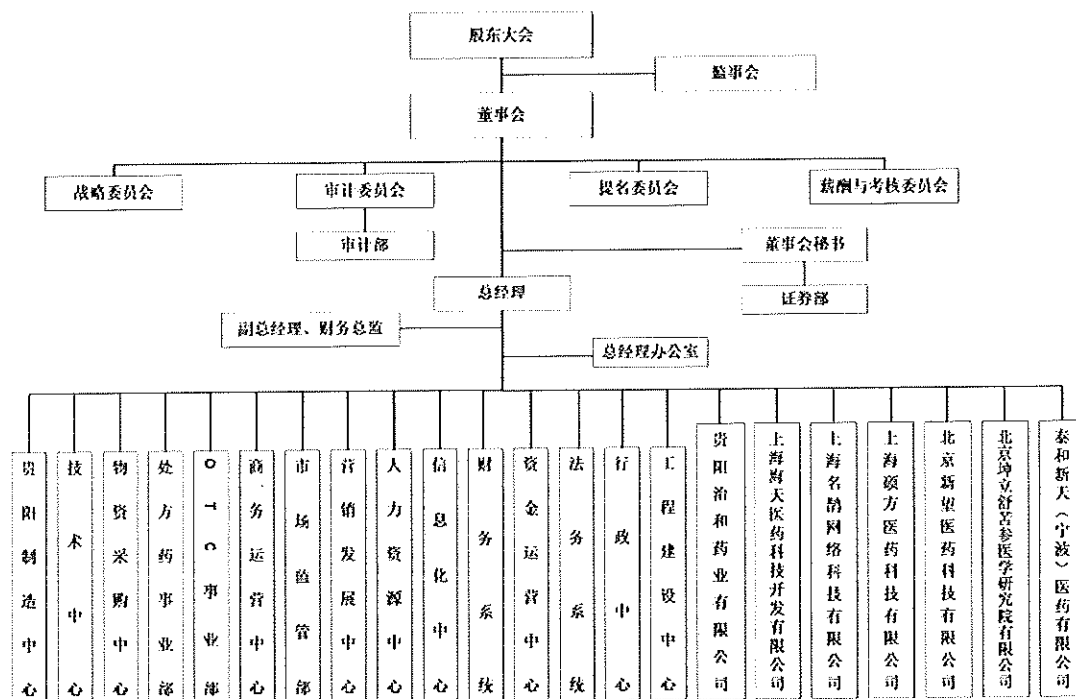 股东大会
监事会
董事会
战略委员会
审计委员会
提名委员会
薪酬与考核委员会
审计部
董事会秘书
总经理
证券部
副总经理、财务总监
总经理办公室
贵阳制造中心
技术中心
物资采购中心
处方药事业部
OTC事业部
商务运营中心
市场监管部
营销发展中心
人力资源中心
信息化中心
财务系统
资金运营中心
法务系统
行政中心
工程建设中心
贵阳治和药业有限公司
上海海天医药科技开发有限公司
上海名鹊网络科技有限公司
上海硕方医药科技有限公司
北京新望医药科技有限公司
北京坤立舒苦参医学研究院有限公司
泰和新天（宁波）医药有限公司